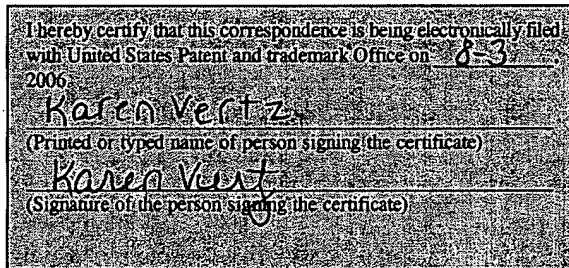 I hereby certify that this correspondence is being electronically filed
with United States Patent and trademark Office on 8-3,
2006.
Karen Vertz
(Printed or typed name of person signing the certificate)
Karen Vertz
(Signature of the person signing the certificate)